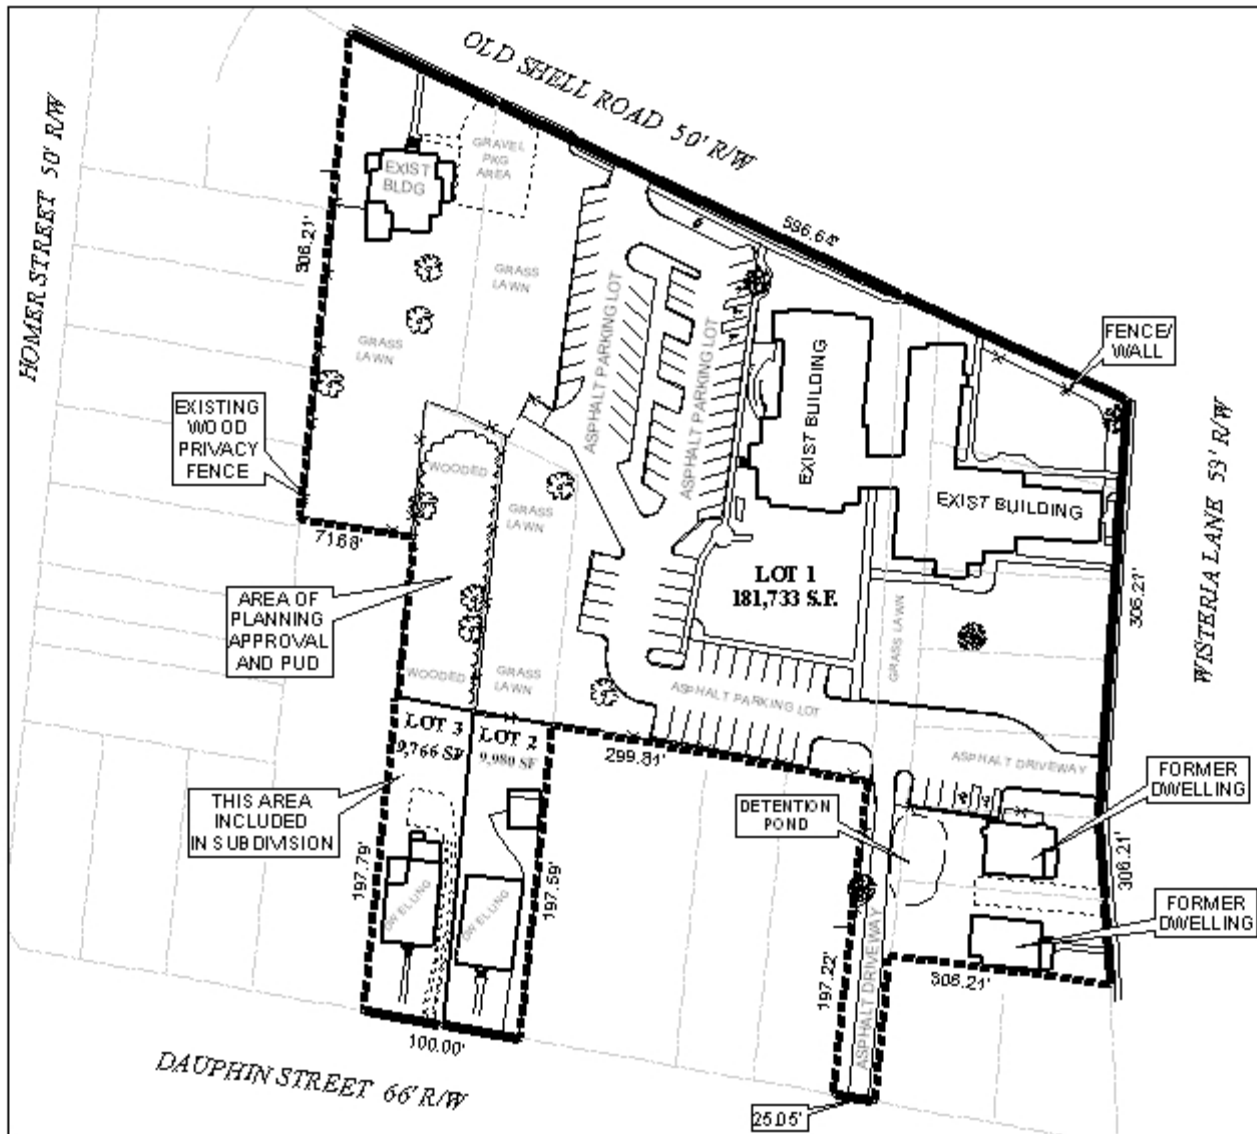 OLD SHELL ROAD 50' R/W
HOMER STREET 50' R/W
GRAVEL
PKG
AREA
EXIST
BLDG
596.64'
306.21'
GRASS
LAWN
FENCE/
WALL
GRASS
LAWN
ASPHALT PARKING LOT
ASPHALT PARKING LOT
EXIST BUILDING
EXISTING
WOOD
PRIVACY
FENCE
WISTERIA LANE 53' R/W
WOODED
GRASS
LAWN
EXIST BUILDING
71.68'
LOT 1
181,733 S.F.
306.21'
AREA OF
PLANNING
APPROVAL
AND PUD
GRASS LAWN
WOODED
GRASS
LAWN
ASPHALT PARKING LOT
LOT 3
9,766 SF
LOT 2
9,980 SF
299.81'
ASPHALT DRIVEWAY
FORMER
DWELLING
THIS AREA
INCLUDED
IN SUBDIVISION
DETENTION
POND
197.79'
197.59'
306.21'
DWELLING
DWELLING
FORMER
DWELLING
197.22'
ASPHALT DRIVEWAY
306.21'
100.00'
DAUPHIN STREET 66' R/W
25.05'